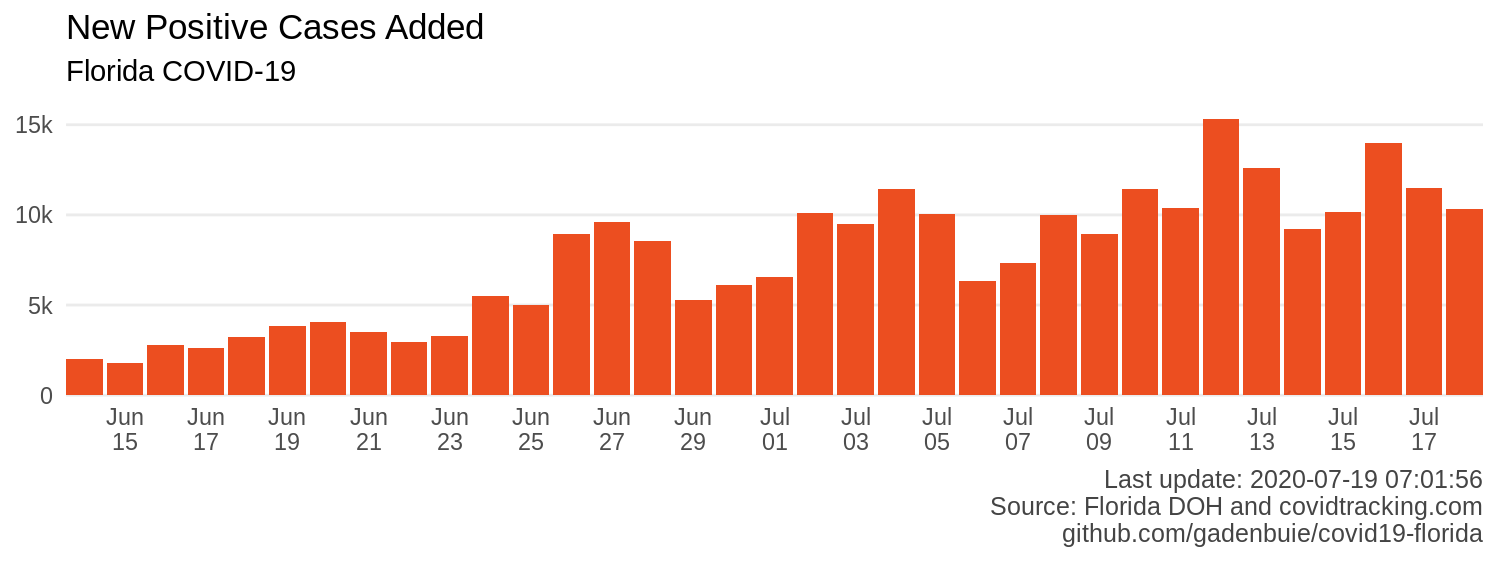 New Positive Cases Added
Florida COVID-19
15k
10k
5k
0
Jun Jun Jun Jun Jun Jun Jun Jun Jul Jul Jul Jul Jul Jul Jul Jul Jul
15 17 19 21 23 25 27 29 01 03 05 07 09 11 13 15 17
Last update: 2020-07-19 07:01:56
Source: Florida DOH and covidtracking.com
github.com/gadenbuie/covid19-florida